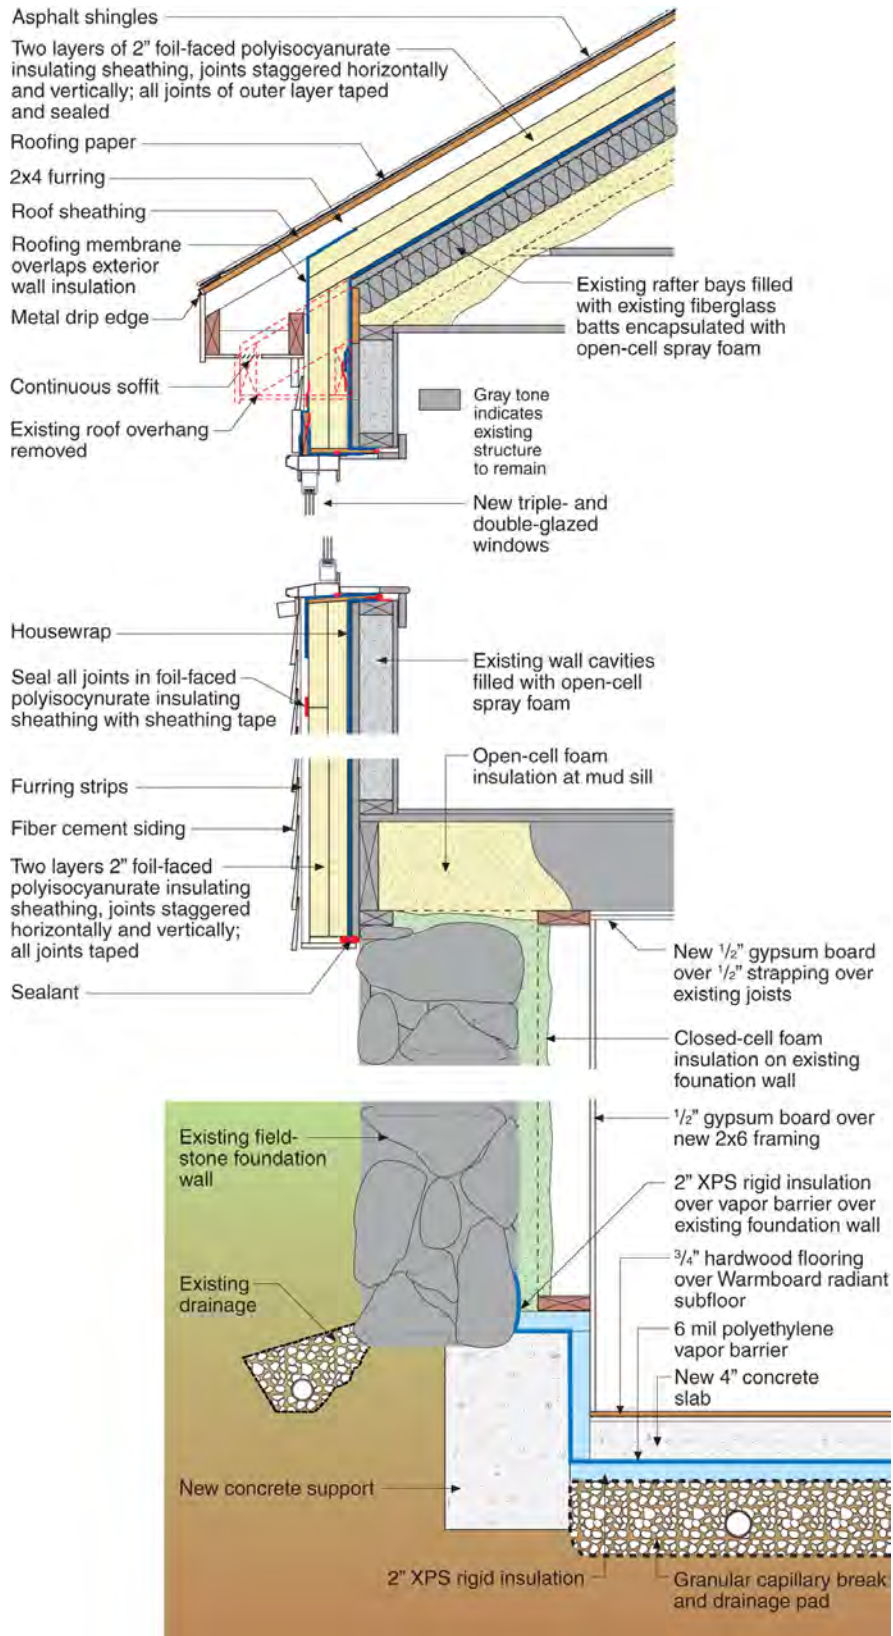 Asphalt shingles
Two layers of 2” foil-faced polyisocyanurate
insulating sheathing, joints staggered horizontally
and vertically; all joints of outer layer taped
and sealed
Roofing paper
2x4 furring
Roof sheathing
Roofing membrane
overlaps exterior
wall insulation
Metal drip edge
Existing rafter bays filled
with existing fiberglass
batts encapsulated with
open-cell spray foam
Continuous soffit
Existing roof overhang
removed
Gray tone
indicates
existing
structure
to remain
New triple- and
double-glazed
windows
Housewrap
Seal all joints in foil-faced
polyisocynurate insulating
sheathing with sheathing tape
Existing wall cavities
filled with open-cell
spray foam
Open-cell foam
insulation at mud sill
Furring strips
Fiber cement siding
Two layers 2” foil-faced
polyisocyanurate insulating
sheathing, joints staggered
horizontally and vertically;
all joints taped
Sealant
New 1/2” gypsum board
over 1/2” strapping over
existing joists
Closed-cell foam
insulation on existing
founation wall
1/2” gypsum board over
new 2x6 framing
Existing field-
stone foundation
wall
2” XPS rigid insulation
over vapor barrier over
existing foundation wall
3/4” hardwood flooring
over Warmboard radiant
subfloor
Existing
drainage
6 mil polyethylene
vapor barrier
New 4” concrete
slab
New concrete support
2” XPS rigid insulation
Granular capillary break
and drainage pad